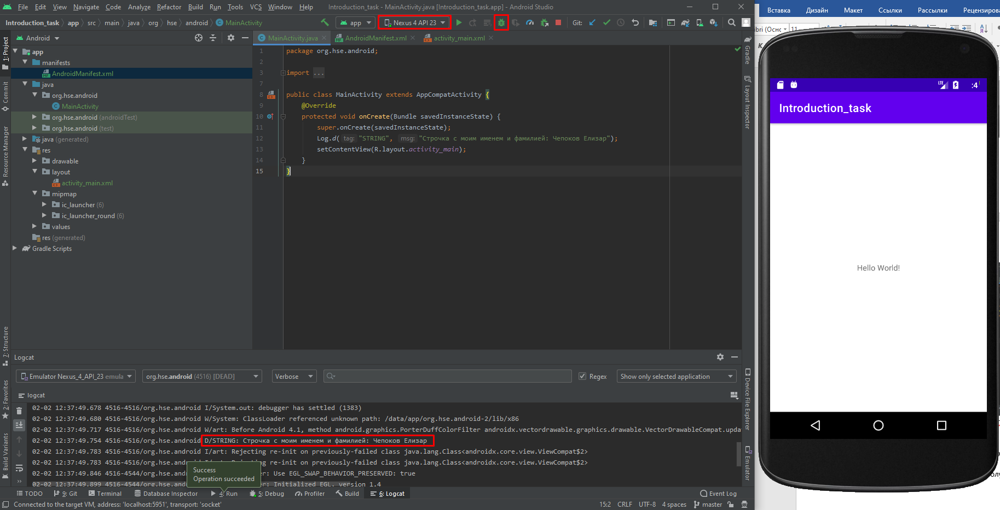 File Edit View Navigate Code Analyze Refactor Build Run Tools VCS Window Help Introduction_task - MainActivity.java [Introduction_task.app] - Android Studio
Introduction_task app src main java org hse android MainActivity app Nexus 4 API 23 Git:
Android
MainActivity.java AndroidManifest.xml activity_main.xml
1: Project
Commit
Resource Manager
7: Structure
2: Favorites
Build Variants
app
manifests
AndroidManifest.xml
java
org.hse.android
MainActivity
org.hse.android (androidTest)
org.hse.android (test)
java (generated)
res
drawable
layout
activity_main.xml
mipmap
ic_launcher (6)
ic_launcher_round (6)
values
res (generated)
Gradle Scripts
1 package org.hse.android;
2
3 import ...
7
8 public class MainActivity extends AppCompatActivity {
9 @Override
10 protected void onCreate(Bundle savedInstanceState) {
11 super.onCreate(savedInstanceState);
12 Log.d( tag: "STRING", msg: "Строчка с моим именем и фамилией: Чепоков Елизар");
13 setContentView(R.layout.activity_main);
14 }
15 }
Gradle
Layout Inspector
Device File Explorer
Emulator
Logcat
Emulator Nexus_4_API_23 emula org.hse.android (4516) [DEAD] Verbose Regex Show only selected application
logcat
02-02 12:37:49.678 4516-4516/org.hse.android I/System.out: debugger has settled (1383)
02-02 12:37:49.680 4516-4516/org.hse.android W/System: ClassLoader referenced unknown path: /data/app/org.hse.android-2/lib/x86
02-02 12:37:49.717 4516-4516/org.hse.android W/art: Before Android 4.1, method android.graphics.PorterDuffColorFilter androidx.vectordrawable.graphics.drawable.VectorDrawableCompat.upda
02-02 12:37:49.754 4516-4516/org.hse.android D/STRING: Строчка с моим именем и фамилией: Чепоков Елизар
02-02 12:37:49.783 4516-4516/org.hse.android I/art: Rejecting re-init on previously-failed class java.lang.Class<androidx.core.view.ViewCompat$2>
02-02 12:37:49.783 4516-4516/org.hse.andro Rejecting re-init on previously-failed class java.lang.Class<androidx.core.view.ViewCompat$2>
02-02 12:37:49.846 4516-4544/org.hse.andr er: Use EGL_SWAP_BEHAVIOR_PRESERVED: true
02-02 12:37:49.899 4516-4544/org.hse.andr er: Initialized EGL, version 1.4
Success
Operation succeeded
TODO 9: Git Terminal Database Inspector 4: Run 5: Debug Profiler Build 6: Logcat Event Log
Connected to the target VM, address: 'localhost:5951', transport: 'socket' 15:2 CRLF UTF-8 4 spaces master
Вставка Дизайн Макет Ссылки Рассылки Рецензирова
ibri (Оснс 11
К
LTE :4
Introduction_task
Hello World!